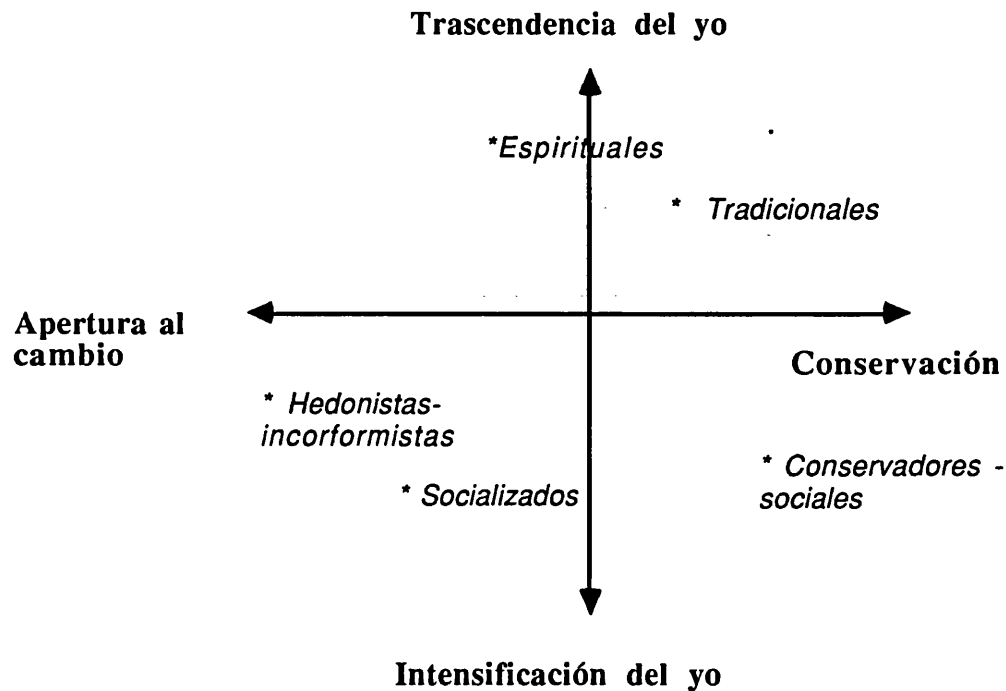 Trascendencia del yo
*Espirituales
* Tradicionales
Apertura al
cambio
Conservación
* Hedonistas-
incorformistas
* Conservadores -
sociales
* Socializados
Intensificación del yo